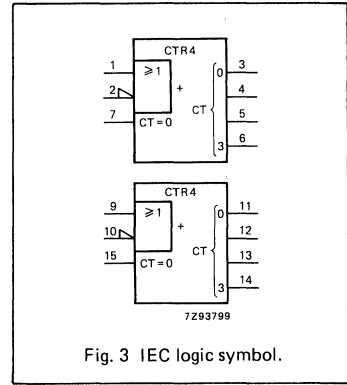 CTR4
1 ≥1 0 3
2 + 4
7 CT=0 CT 5
3 6
CTR4
9 ≥1 0 11
10 + 12
15 CT=0 CT 13
3 14
7Z93799
Fig. 3 IEC logic symbol.